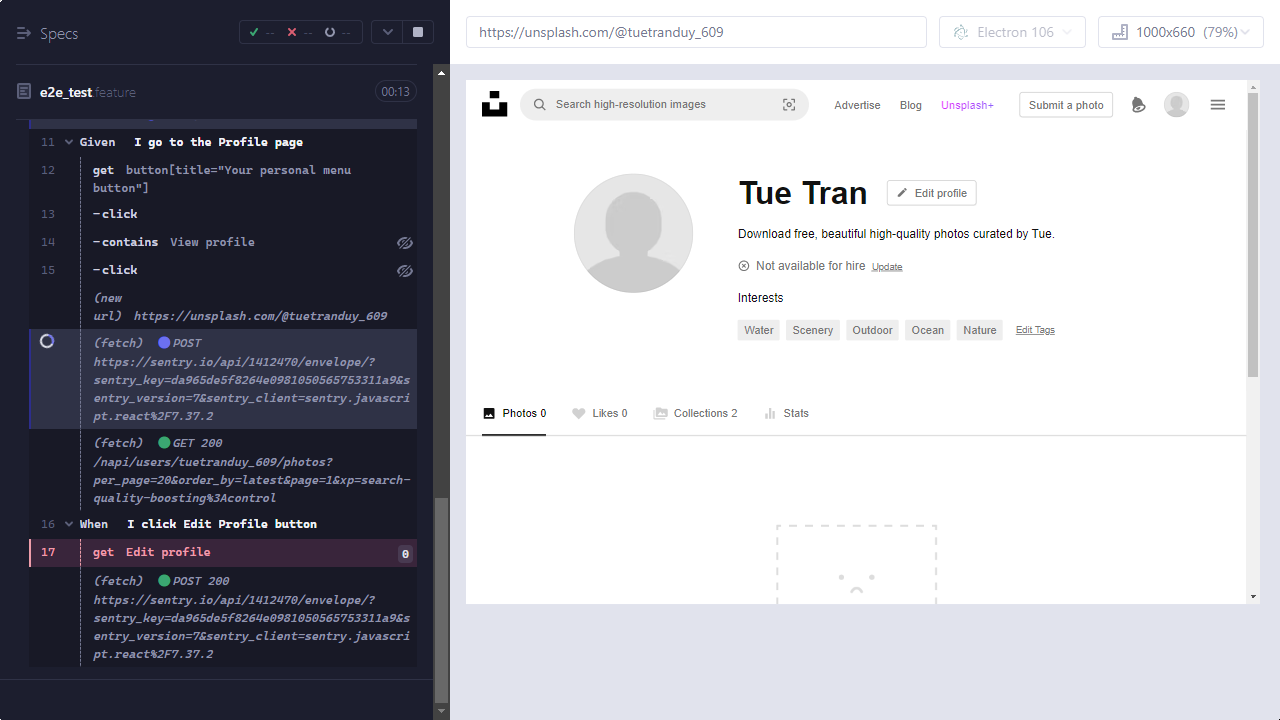 Specs
--
--
--
e2e_test.feature
00:13
11 Given I go to the Profile page
12 get button[title="Your personal menu
button"]
13 -click
14 -contains View profile
15 -click
(new
url) https://unsplash.com/@tuetranduy_609
(fetch) POST
https://sentry.io/api/1412470/envelope/?
sentry_key=da965de5f8264e0981050565753311a9&s
entry_version=7&sentry_client=sentry.javascr
ipt.react%2F7.37.2
(fetch) GET 200
/napi/users/tuetranduy_609/photos?
per_page=20&order_by=latest&page=1&xp=search-
quality-boosting%3Acontrol
16 When I click Edit Profile button
17 get Edit profile 0
(fetch) POST 200
https://sentry.io/api/1412470/envelope/?
sentry_key=da965de5f8264e0981050565753311a9&s
entry_version=7&sentry_client=sentry.javascri
pt.react%2F7.37.2
https://unsplash.com/@tuetranduy_609
Electron 106
1000x660 (79%)
Search high-resolution images
Advertise
Blog
Unsplash+
Submit a photo
Tue Tran
Edit profile
Download free, beautiful high-quality photos curated by Tue.
Not available for hire Update
Interests
Water Scenery Outdoor Ocean Nature Edit Tags
Photos 0
Likes 0
Collections 2
Stats